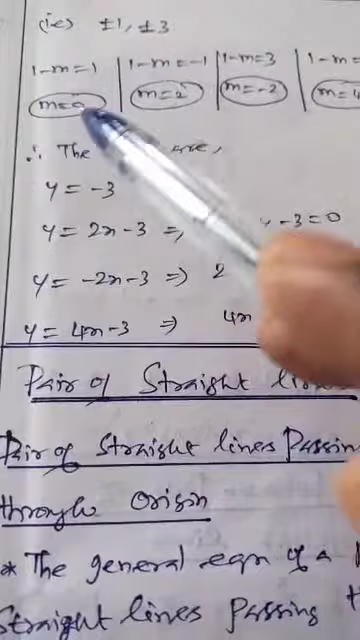 (ie) ±1, ±3
1-m=1 | 1-m=-1 | 1-m=3 | 1-m=
m=0 m=2 m=-2 m=4
∴ The are,
y = -3
y = 2x-3 => y-3=0
y = -2x-3 => 2
y = 4x-3 => 4x
Pair of Straight lines
Pair of Straight lines Passing
through Origin
* The general eqn of a
Straight lines Passing